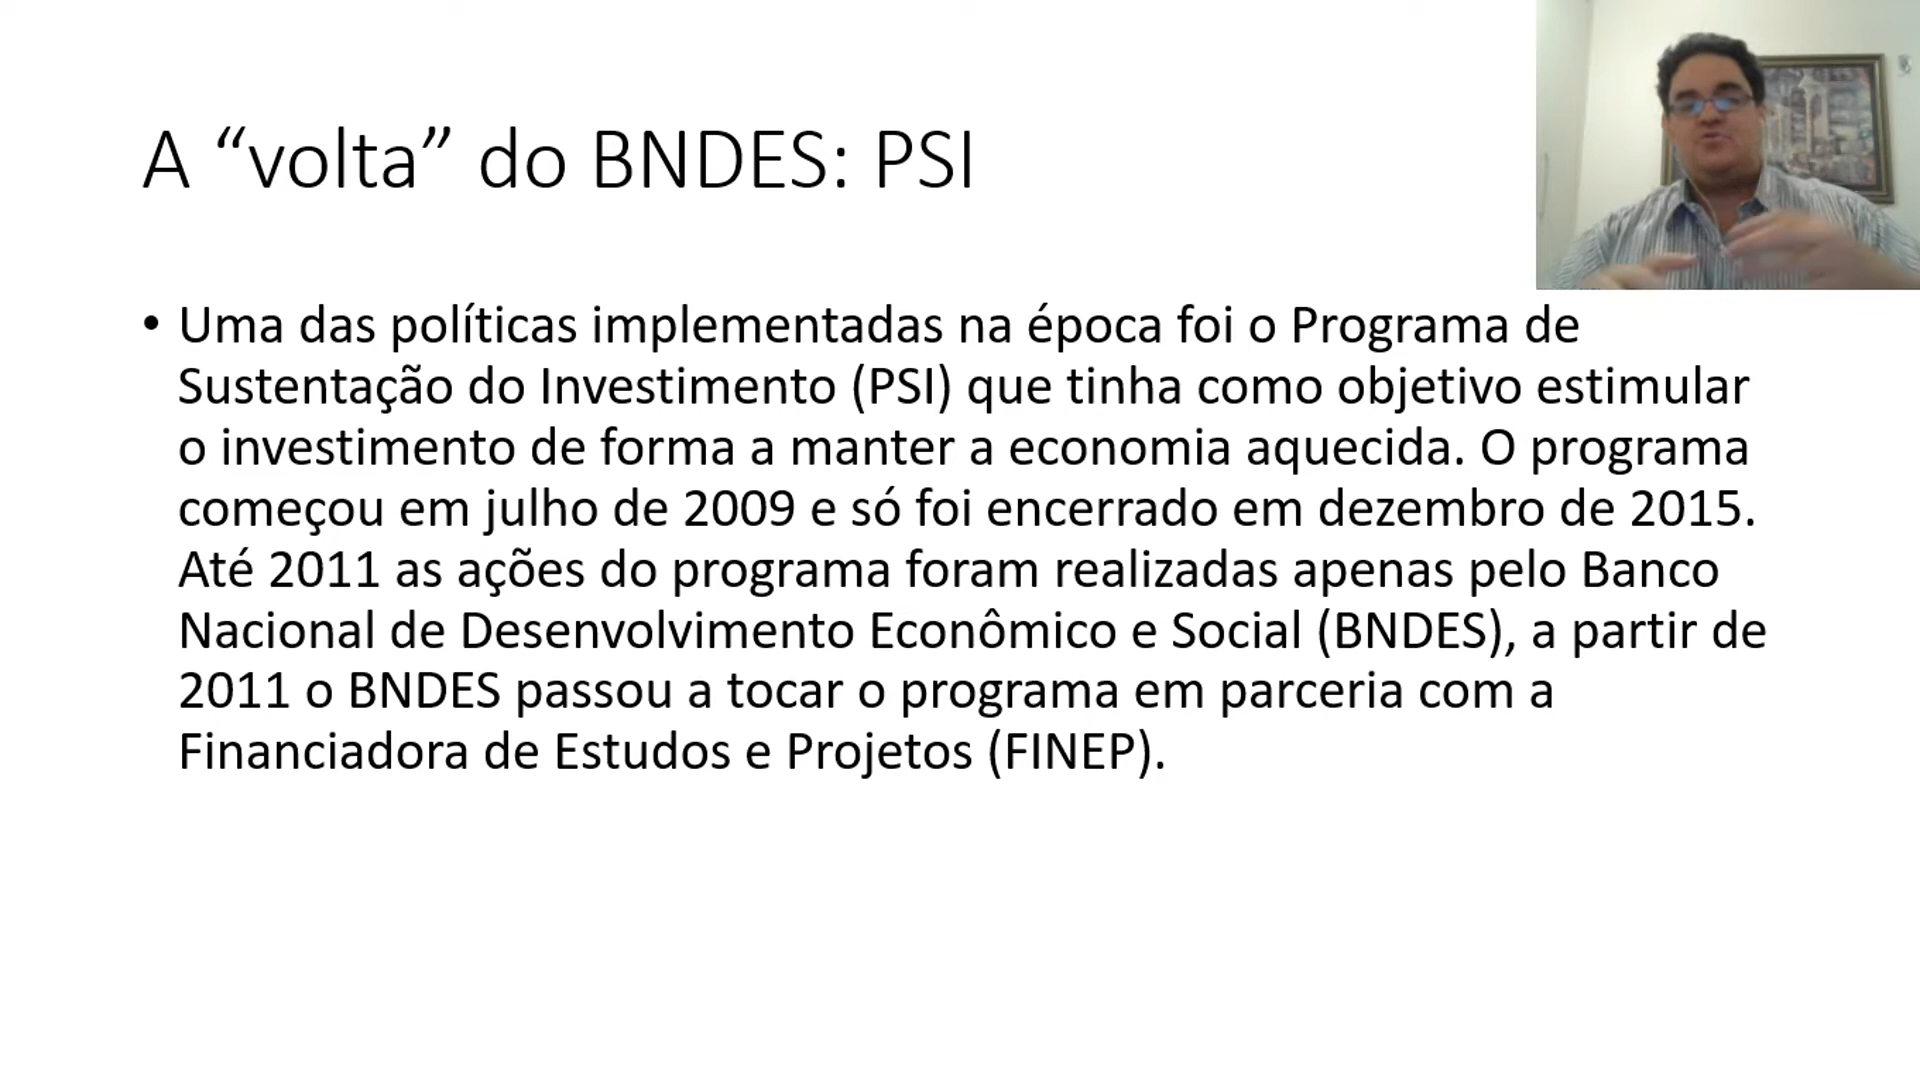 A “volta” do BNDES: PSI
• Uma das políticas implementadas na época foi o Programa de
Sustentação do Investimento (PSI) que tinha como objetivo estimular
o investimento de forma a manter a economia aquecida. O programa
começou em julho de 2009 e só foi encerrado em dezembro de 2015.
Até 2011 as ações do programa foram realizadas apenas pelo Banco
Nacional de Desenvolvimento Econômico e Social (BNDES), a partir de
2011 o BNDES passou a tocar o programa em parceria com a
Financiadora de Estudos e Projetos (FINEP).